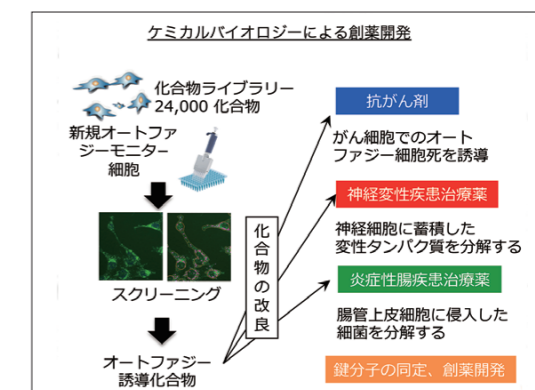 ケミカルバイオロジーによる創薬開発
化合物ライブラリー
24,000 化合物
新規オートファ
ジーモニター
細胞
スクリーニング
オートファジー
誘導化合物
化合物の改良
抗がん剤
がん細胞でのオート
ファジー細胞死を誘導
神経変性疾患治療薬
神経細胞に蓄積した
変性タンパク質を分解する
炎症性腸疾患治療薬
腸管上皮細胞に侵入した
細菌を分解する
鍵分子の同定、創薬開発